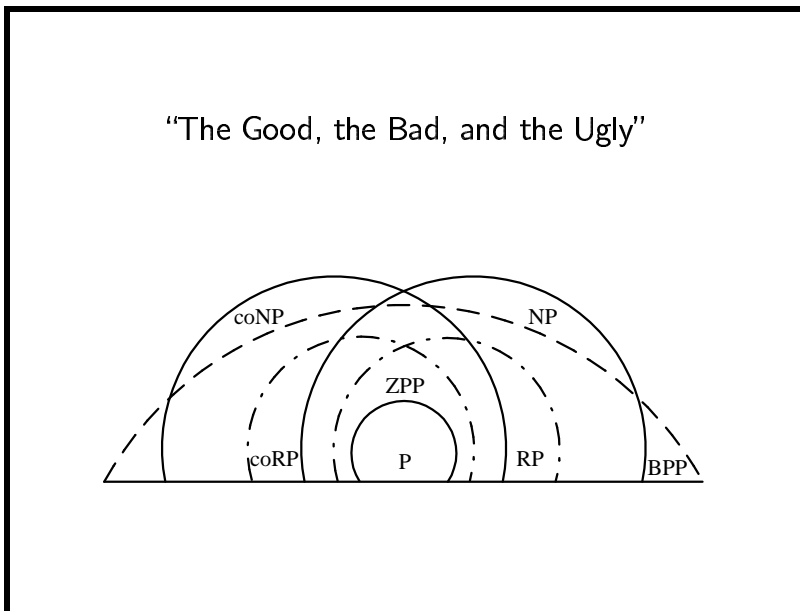 “The Good, the Bad, and the Ugly”
coNP
NP
ZPP
coRP
P
RP
BPP